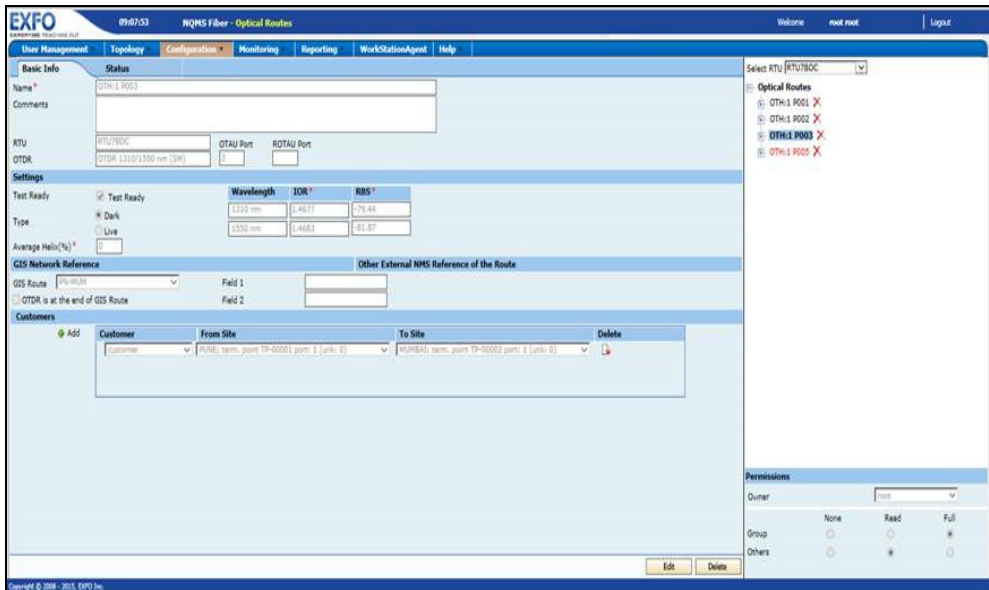 EXFO
EXPERTISE REACHING OUT
09:07:53
NQMS Fiber - Optical Routes
Welcome root root
Logout
User Management Topology Configuration Monitoring Reporting WorkStationAgent Help
Basic Info Status
Name*
OTH:1 P003
Comments
RTU
RTU78OC
OTAU Port ROTAU Port
OTDR
OTDR 1310/1550 nm (SM)
3
Settings
Test Ready
Test Ready
Wavelength IOR* RBS*
1310 nm 1.4677 -79.44
1550 nm 1.4683 -81.87
Type
Dark
Live
Average Helix(%)*
0
GIS Network Reference
Other External NMS Reference of the Route
GIS Route
Field 1
OTDR is at the end of GIS Route
Field 2
Customers
Add
Customer From Site To Site Delete
customer PUNE; term. point TP-00001 port: 1 (unk: 0) MUMBAI; term. point TP-00002 port: 1 (unk: 0)
Select RTU RTU78OC
Optical Routes
OTH:1 P001
OTH:1 P002
OTH:1 P003
OTH:1 P005
Permissions
Owner root
None Read Full
Group
Others
Edit Delete
Copyright © 2008 - 2015, EXFO Inc.